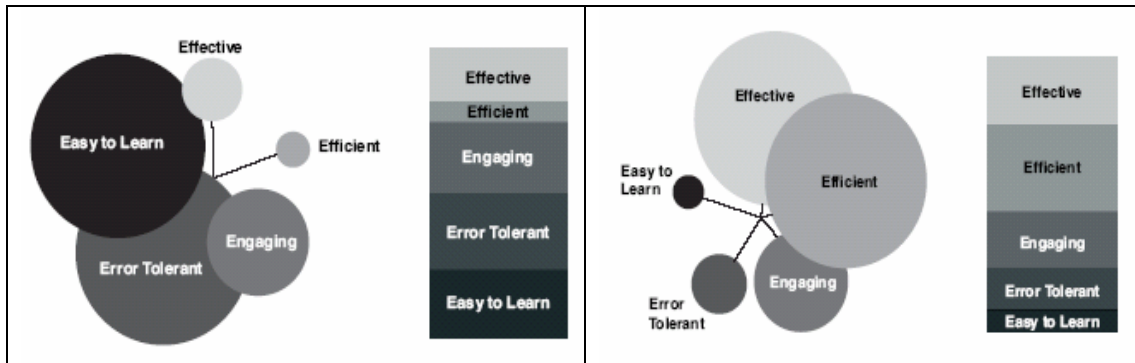 Effective
Easy to Learn
Efficient
Engaging
Error Tolerant
Effective
Efficient
Engaging
Error Tolerant
Easy to Learn
Effective
Efficient
Easy to
Learn
Engaging
Error
Tolerant
Effective
Efficient
Engaging
Error Tolerant
Easy to Learn